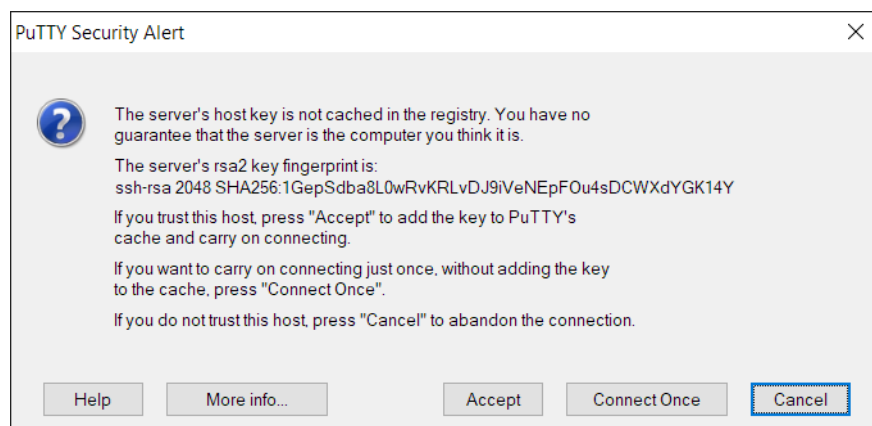 PuTTY Security Alert
The server's host key is not cached in the registry. You have no
guarantee that the server is the computer you think it is.
The server's rsa2 key fingerprint is:
ssh-rsa 2048 SHA256:1GepSdba8L0wRvKRLvDJ9iVeNEpFOu4sDCWXdYGK14Y
If you trust this host, press "Accept" to add the key to PuTTY's
cache and carry on connecting.
If you want to carry on connecting just once, without adding the key
to the cache, press "Connect Once".
If you do not trust this host, press "Cancel" to abandon the connection.
Help More info... Accept Connect Once Cancel